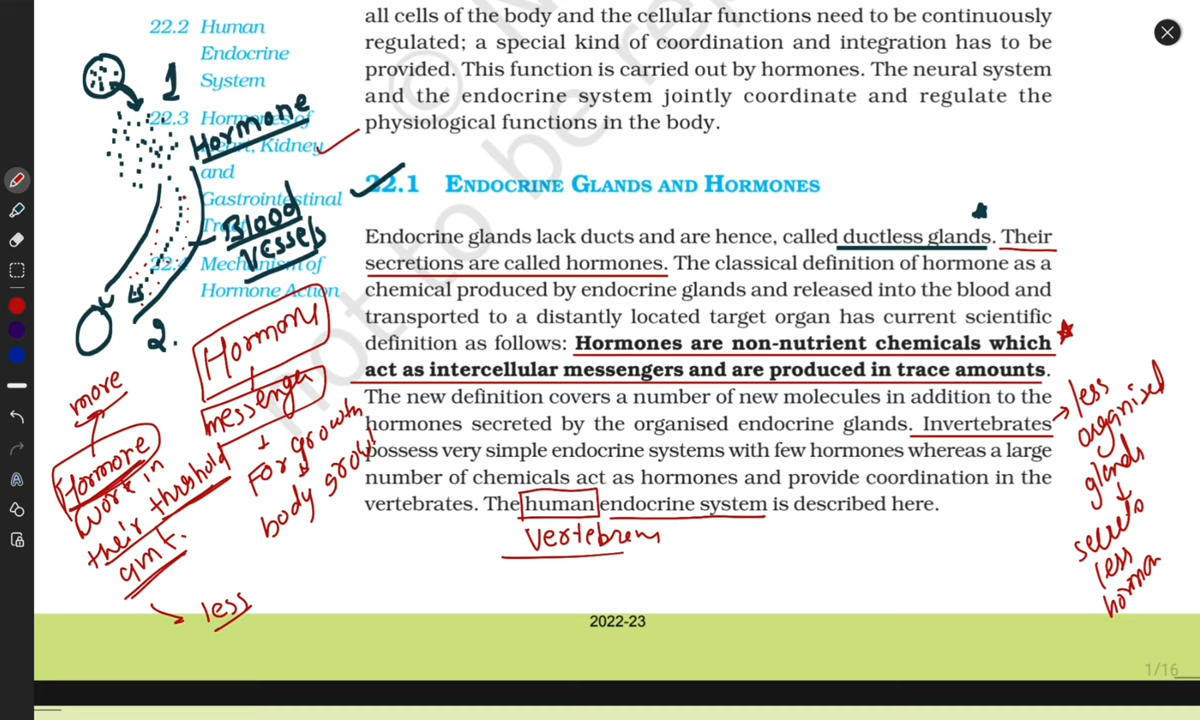 22.2 Human
Endocrine
System
22.3 Hormones of
Heart, Kidney
and
Gastrointestinal
Tract
22.4 Mechanism of
Hormone Action
1
Hormone
Blood
vessels
2.
all cells of the body and the cellular functions need to be continuously
regulated; a special kind of coordination and integration has to be
provided. This function is carried out by hormones. The neural system
and the endocrine system jointly coordinate and regulate the
physiological functions in the body.
22.1 ENDOCRINE GLANDS AND HORMONES
Endocrine glands lack ducts and are hence, called ductless glands. Their
secretions are called hormones. The classical definition of hormone as a
chemical produced by endocrine glands and released into the blood and
transported to a distantly located target organ has current scientific
definition as follows: Hormones are non-nutrient chemicals which
act as intercellular messengers and are produced in trace amounts.
The new definition covers a number of new molecules in addition to the
hormones secreted by the organised endocrine glands. Invertebrates
possess very simple endocrine systems with few hormones whereas a large
number of chemicals act as hormones and provide coordination in the
vertebrates. The human endocrine system is described here.
vertebrem
Hormone
messenger
For growth
body growth
more
Hormore
work in
their threshold
amt.
less
less
organised
glands
secrets
less
hormon
© N
not to be rep
2022-23
1/16